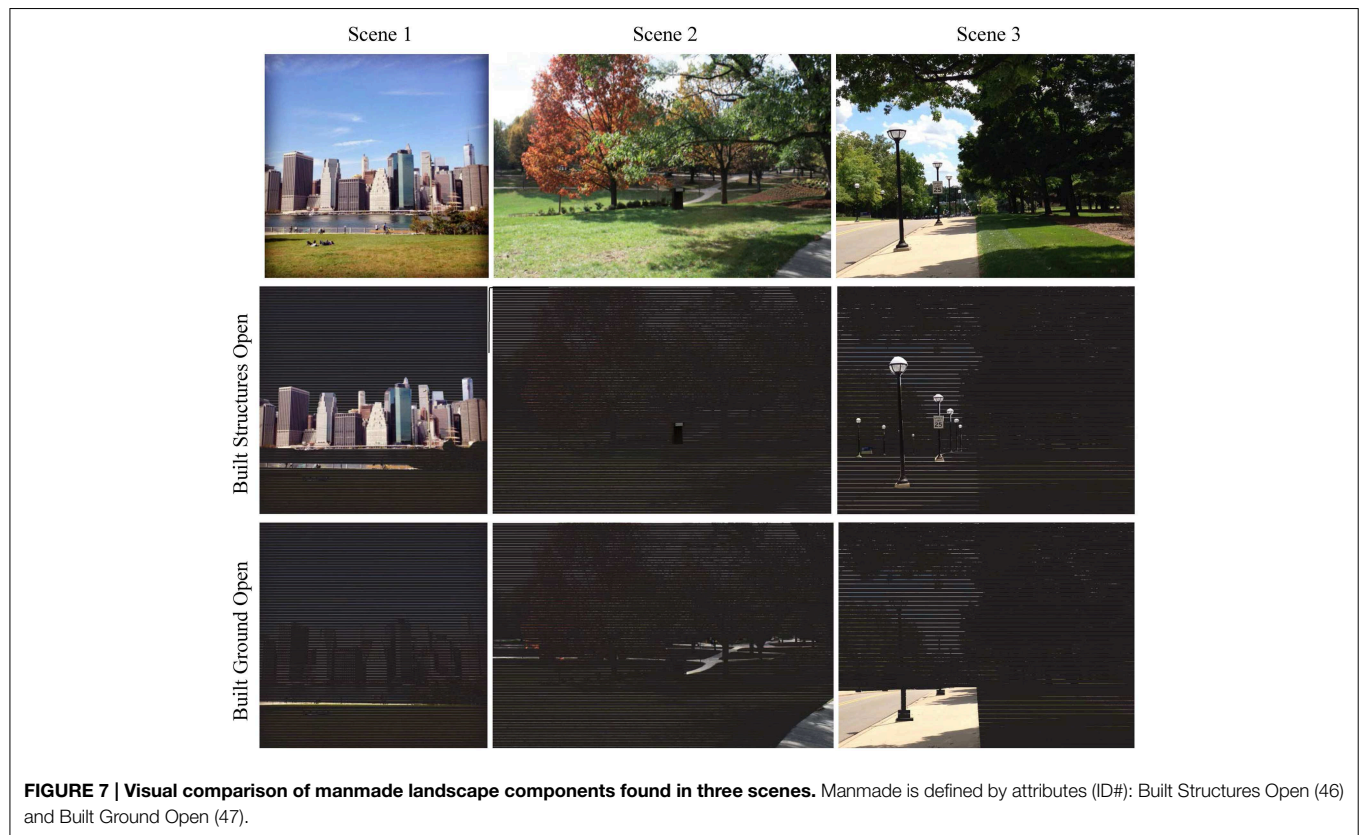 Scene 1 Scene 2 Scene 3
Built Structures Open
Built Ground Open
FIGURE 7 | Visual comparison of manmade landscape components found in three scenes. Manmade is defined by attributes (ID#): Built Structures Open (46)
and Built Ground Open (47).